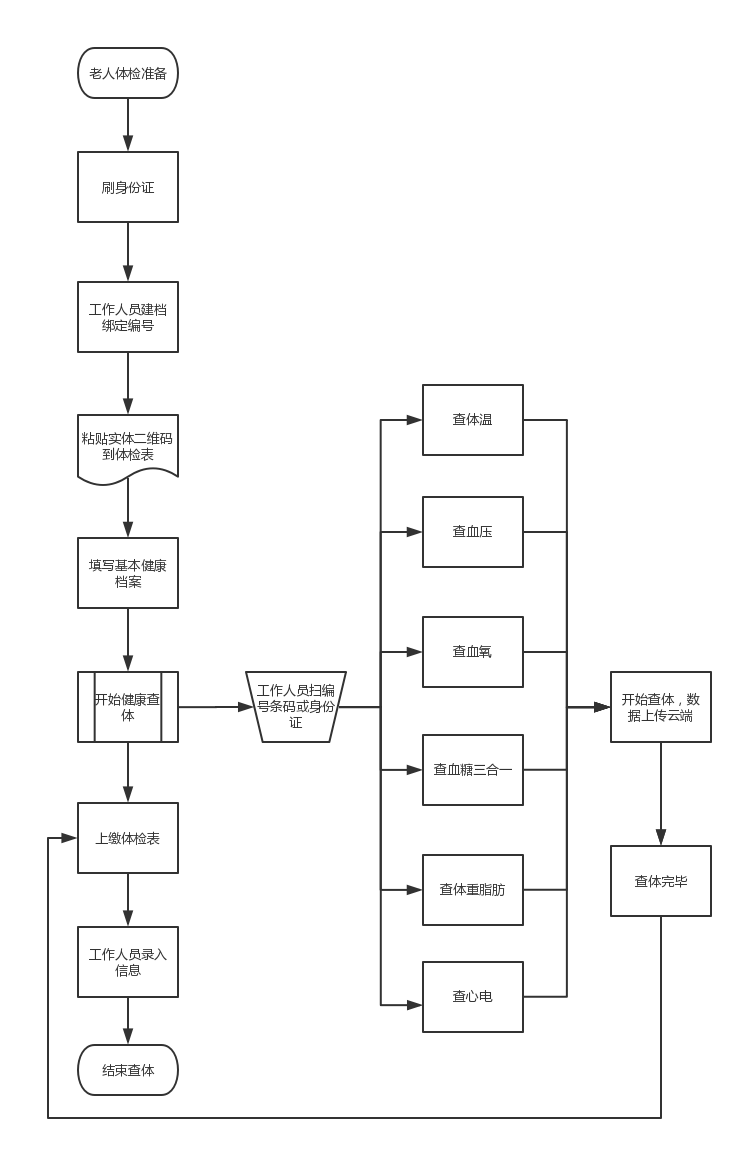 老人体检准备
刷身份证
工作人员建档
绑定编号
粘贴实体二维码
到体检表
填写基本健康
档案
开始健康查
体
工作人员扫编
号条码或身份
证
查体温
查血压
查血氧
查血糖三合一
查体重脂肪
查心电
开始查体，数
据上传云端
查体完毕
上缴体检表
工作人员录入
信息
结束查体